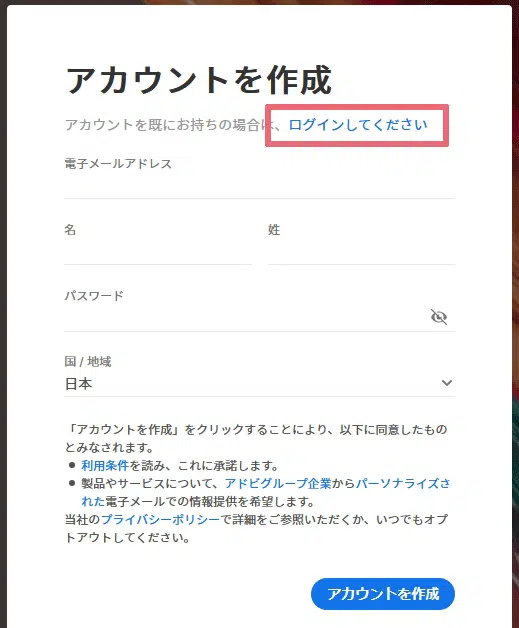 アカウントを作成
アカウントを既にお持ちの場合は、ログインしてください
電子メールアドレス
名 姓
パスワード
国 / 地域
日本
「アカウントを作成」をクリックすることにより、以下に同意したもの
とみなされます。
● 利用条件を読み、これに承諾します。
● 製品やサービスについて、アドビグループ企業からパーソナライズさ
れた電子メールでの情報提供を希望します。
当社のプライバシーポリシーで詳細をご参照いただくか、いつでもオプ
トアウトしてください。
アカウントを作成